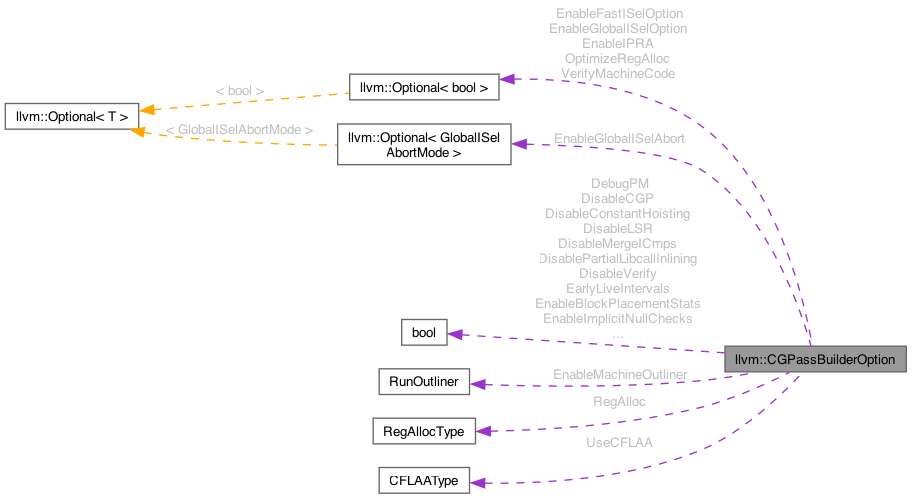 EnableFastISelOption
EnableGlobalISelOption
EnableIPRA
OptimizeRegAlloc
VerifyMachineCode
< bool >
llvm::Optional< bool >
llvm::Optional< T >
< GlobalISelAbortMode >
llvm::Optional< GlobalISel
AbortMode >
EnableGlobalISelAbort
DebugPM
DisableCGP
DisableConstantHoisting
DisableLSR
DisableMergeICmps
DisablePartialLibcallInlining
DisableVerify
EarlyLiveIntervals
EnableBlockPlacementStats
EnableImplicitNullChecks
...
bool
llvm::CGPassBuilderOption
RunOutliner
EnableMachineOutliner
RegAlloc
RegAllocType
UseCFLAA
CFLAAType